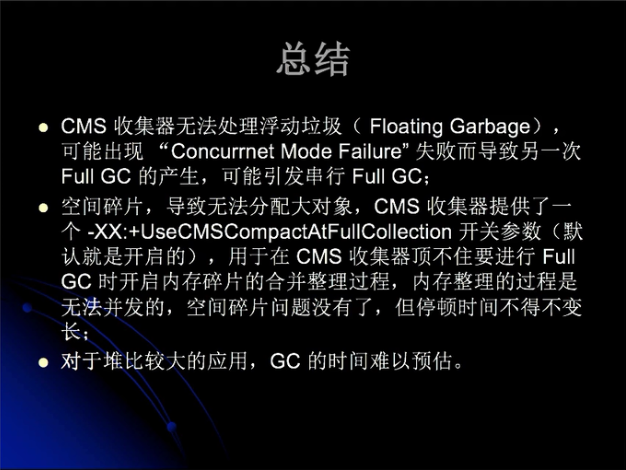 总结
CMS 收集器无法处理浮动垃圾（ Floating Garbage），
可能出现 “Concurrnet Mode Failure” 失败而导致另一次
Full GC 的产生，可能引发串行 Full GC；
空间碎片，导致无法分配大对象，CMS 收集器提供了一
个 -XX:+UseCMSCompactAtFullCollection 开关参数（默
认就是开启的），用于在 CMS 收集器顶不住要进行 Full
GC 时开启内存碎片的合并整理过程，内存整理的过程是
无法并发的，空间碎片问题没有了，但停顿时间不得不变
长；
对于堆比较大的应用，GC 的时间难以预估。